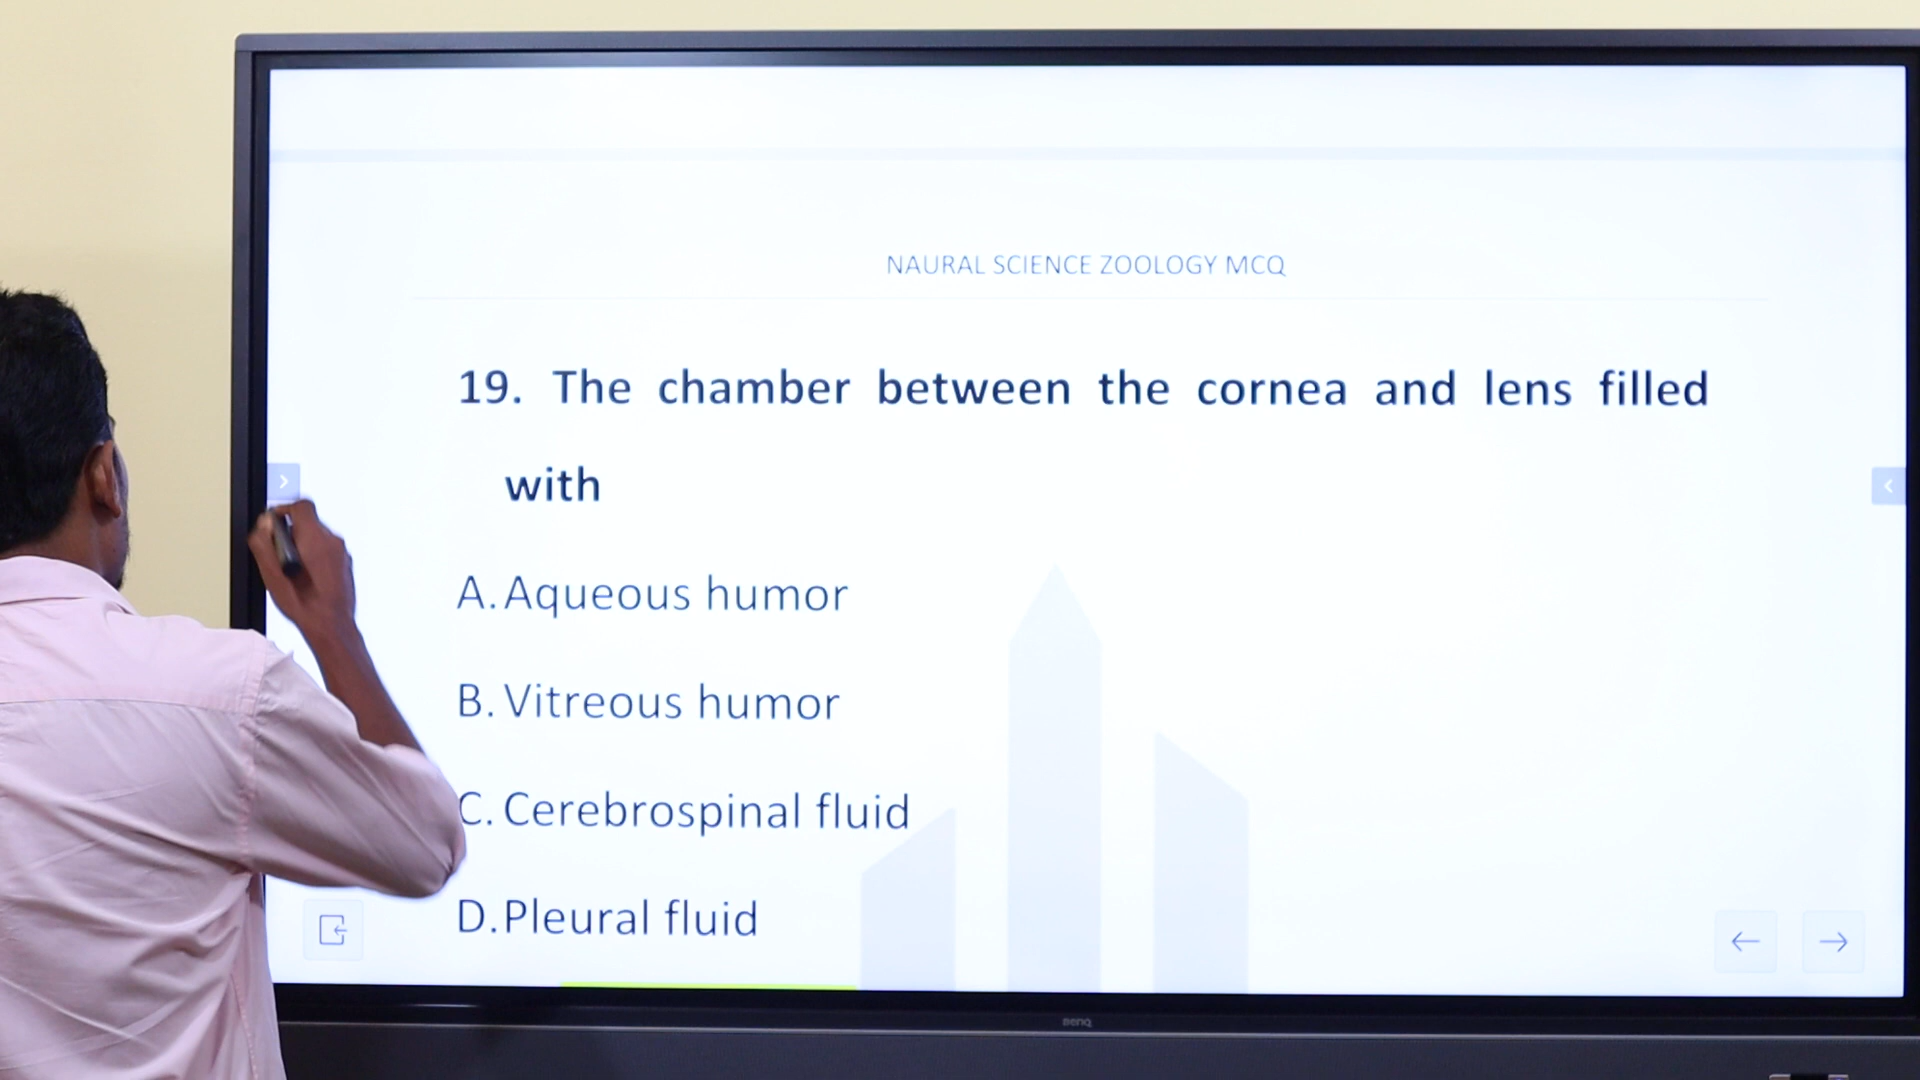 NAURAL SCIENCE ZOOLOGY MCQ
19. The chamber between the cornea and lens filled
with
A. Aqueous humor
B. Vitreous humor
C. Cerebrospinal fluid
D. Pleural fluid
BenQ